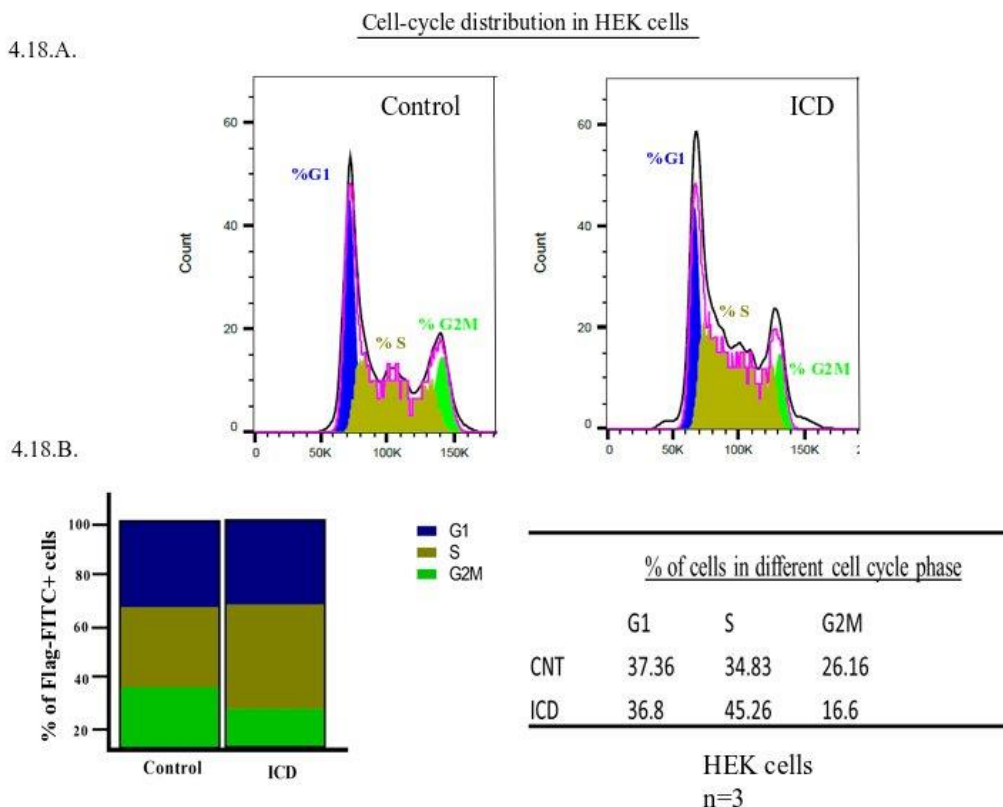 Cell-cycle distribution in HEK cells
4.18.A.
Control
60
40
20
0
Count
%G1
% S
% G2M
0 50K 100K 150K
ICD
60
40
20
0
Count
%G1
% S
% G2M
0 50K 100K 150K 2
4.18.B.
% of Flag-FITC+ cells
100
80
60
40
20
Control ICD
G1
S
G2M
% of cells in different cell cycle phase
G1 S G2M
CNT 37.36 34.83 26.16
ICD 36.8 45.26 16.6
HEK cells
n=3